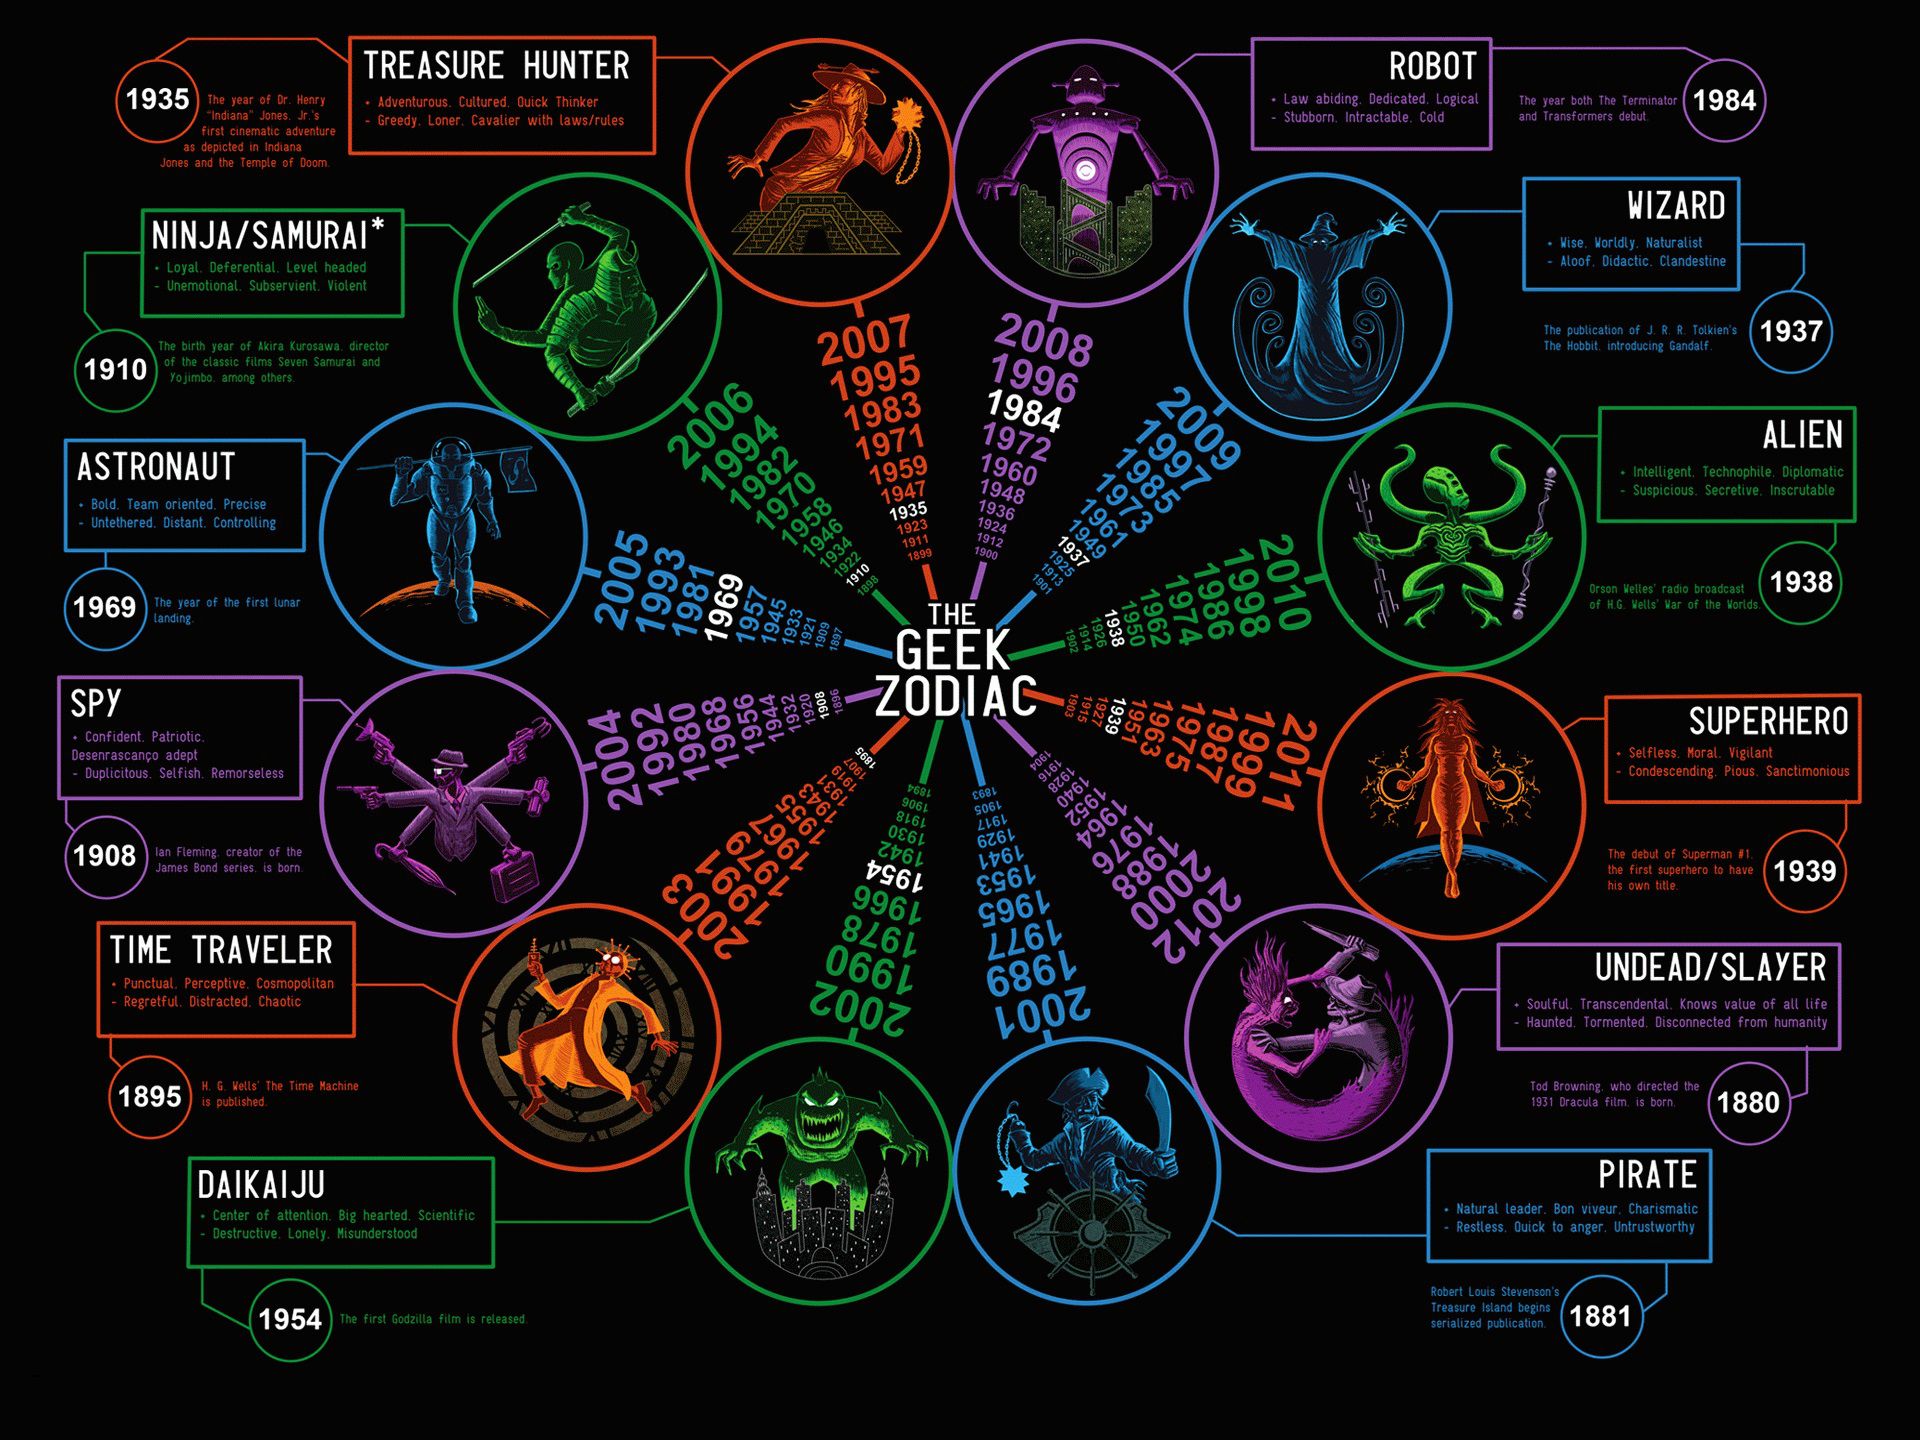 TREASURE HUNTER
+ Adventurous. Cultured. Quick Thinker
- Greedy. Loner. Cavalier with laws/rules
1935
The year of Dr. Henry
"Indiana" Jones. Jr.'s
first cinematic adventure
as depicted in Indiana
Jones and the Temple of Doom.
ROBOT
+ Law abiding. Dedicated. Logical
- Stubborn. Intractable. Cold
The year both The Terminator
and Transformers debut.
1984
NINJA/SAMURAI*
+ Loyal. Deferential. Level headed
- Unemotional. Subservient. Violent
1910
The birth year of Akira Kurosawa. director
of the classic films Seven Samurai and
Yojimbo. among others.
WIZARD
+ Wise. Worldly. Naturalist
- Aloof. Didactic. Clandestine
The publication of J. R. R. Tolkien's
The Hobbit. introducing Gandalf.
1937
ASTRONAUT
+ Bold. Team oriented. Precise
- Untethered. Distant. Controlling
1969
The year of the first lunar
landing.
ALIEN
+ Intelligent. Technophile. Diplomatic
- Suspicious. Secretive. Inscrutable
Orson Welles' radio broadcast
of H.G. Wells' War of the Worlds.
1938
SPY
+ Confident. Patriotic.
Desenrascanço adept
- Duplicitous. Selfish. Remorseless
1908
Ian Fleming. creator of the
James Bond series. is born.
SUPERHERO
+ Selfless. Moral. Vigilant
- Condescending. Pious. Sanctimonious
The debut of Superman #1.
the first superhero to have
his own title.
1939
TIME TRAVELER
+ Punctual. Perceptive. Cosmopolitan
- Regretful. Distracted. Chaotic
1895
H. G. Wells' The Time Machine
is published.
UNDEAD/SLAYER
+ Soulful. Transcendental. Knows value of all life
- Haunted. Tormented. Disconnected from humanity
Tod Browning. who directed the
1931 Dracula film. is born.
1880
DAIKAIJU
+ Center of attention. Big hearted. Scientific
- Destructive. Lonely. Misunderstood
1954
The first Godzilla film is released.
PIRATE
+ Natural leader. Bon viveur. Charismatic
- Restless. Quick to anger. Untrustworthy
Robert Louis Stevenson's
Treasure Island begins
serialized publication.
1881
THE
GEEK
ZODIAC
2007
1995
1983
1971
1959
1947
1935
1923
1911
1899
2008
1996
1984
1972
1960
1948
1936
1924
1912
1900
2009
1997
1985
1973
1961
1949
1937
1925
1913
1901
2010
1998
1986
1974
1962
1950
1938
1926
1914
1902
2011
1999
1987
1975
1963
1951
1939
1927
1915
1903
2012
2000
1988
1976
1964
1952
1940
1928
1916
1904
2001
1989
1977
1965
1953
1941
1929
1917
1905
1893
2002
1990
1978
1966
1954
1942
1930
1918
1906
1894
2003
1991
1979
1967
1955
1943
1931
1919
1907
1895
2004
1992
1980
1968
1956
1944
1932
1920
1908
1896
2005
1993
1981
1969
1957
1945
1933
1921
1909
1897
2006
1994
1982
1970
1958
1946
1934
1922
1910
1898